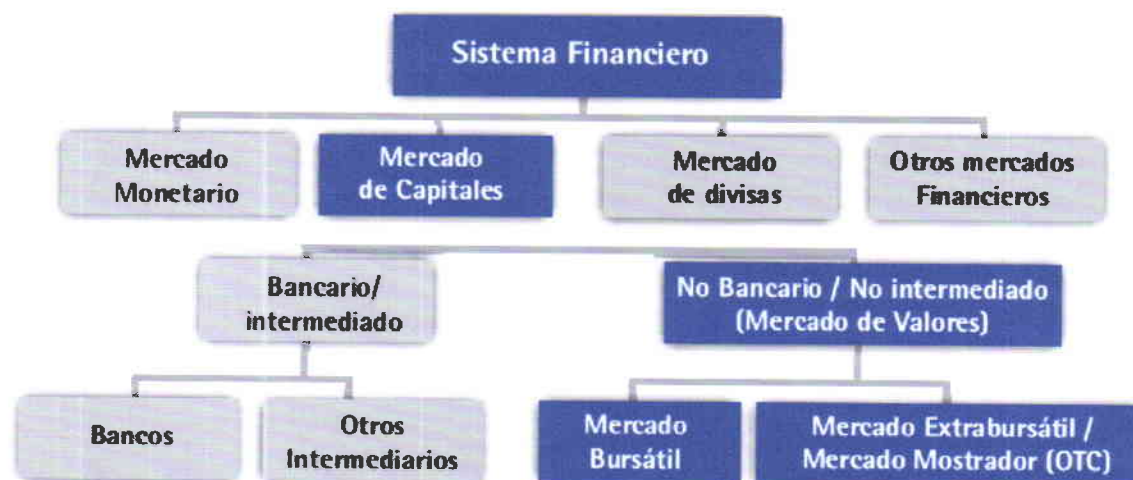 Sistema Financiero
Mercado
Monetario
Mercado
de Capitales
Mercado
de divisas
Otros mercados
Financieros
Bancario/
intermediado
No Bancario / No intermediado
(Mercado de Valores)
Bancos
Otros
Intermediarios
Mercado
Bursátil
Mercado Extrabursátil /
Mercado Mostrador (OTC)